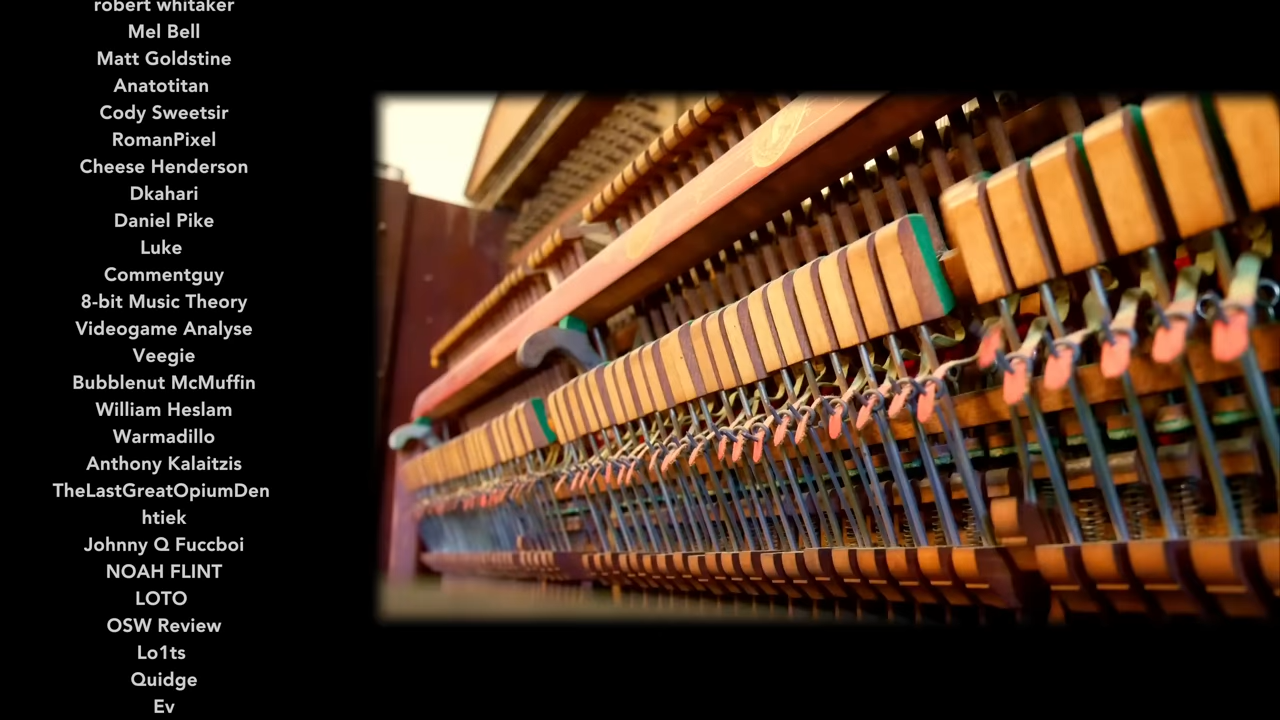 robert whitaker
Mel Bell
Matt Goldstine
Anatotitan
Cody Sweetsir
RomanPixel
Cheese Henderson
Dkahari
Daniel Pike
Luke
Commentguy
8-bit Music Theory
Videogame Analyse
Veegie
Bubblenut McMuffin
William Heslam
Warmadillo
Anthony Kalaitzis
TheLastGreatOpiumDen
htiek
Johnny Q Fuccboi
NOAH FLINT
LOTO
OSW Review
Lo1ts
Quidge
Ev